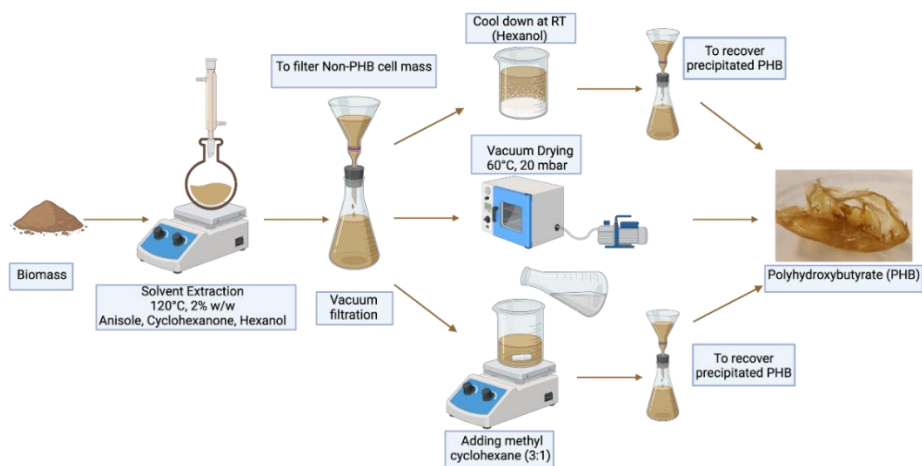 Biomass
Solvent Extraction
120°C, 2% w/w
Anisole, Cyclohexanone, Hexanol
To filter Non-PHB cell mass
Vacuum
filtration
Cool down at RT
(Hexanol)
To recover
precipitated PHB
Vacuum Drying
60°C, 20 mbar
Adding methyl
cyclohexane (3:1)
To recover
precipitated PHB
Polyhydroxybutyrate (PHB)